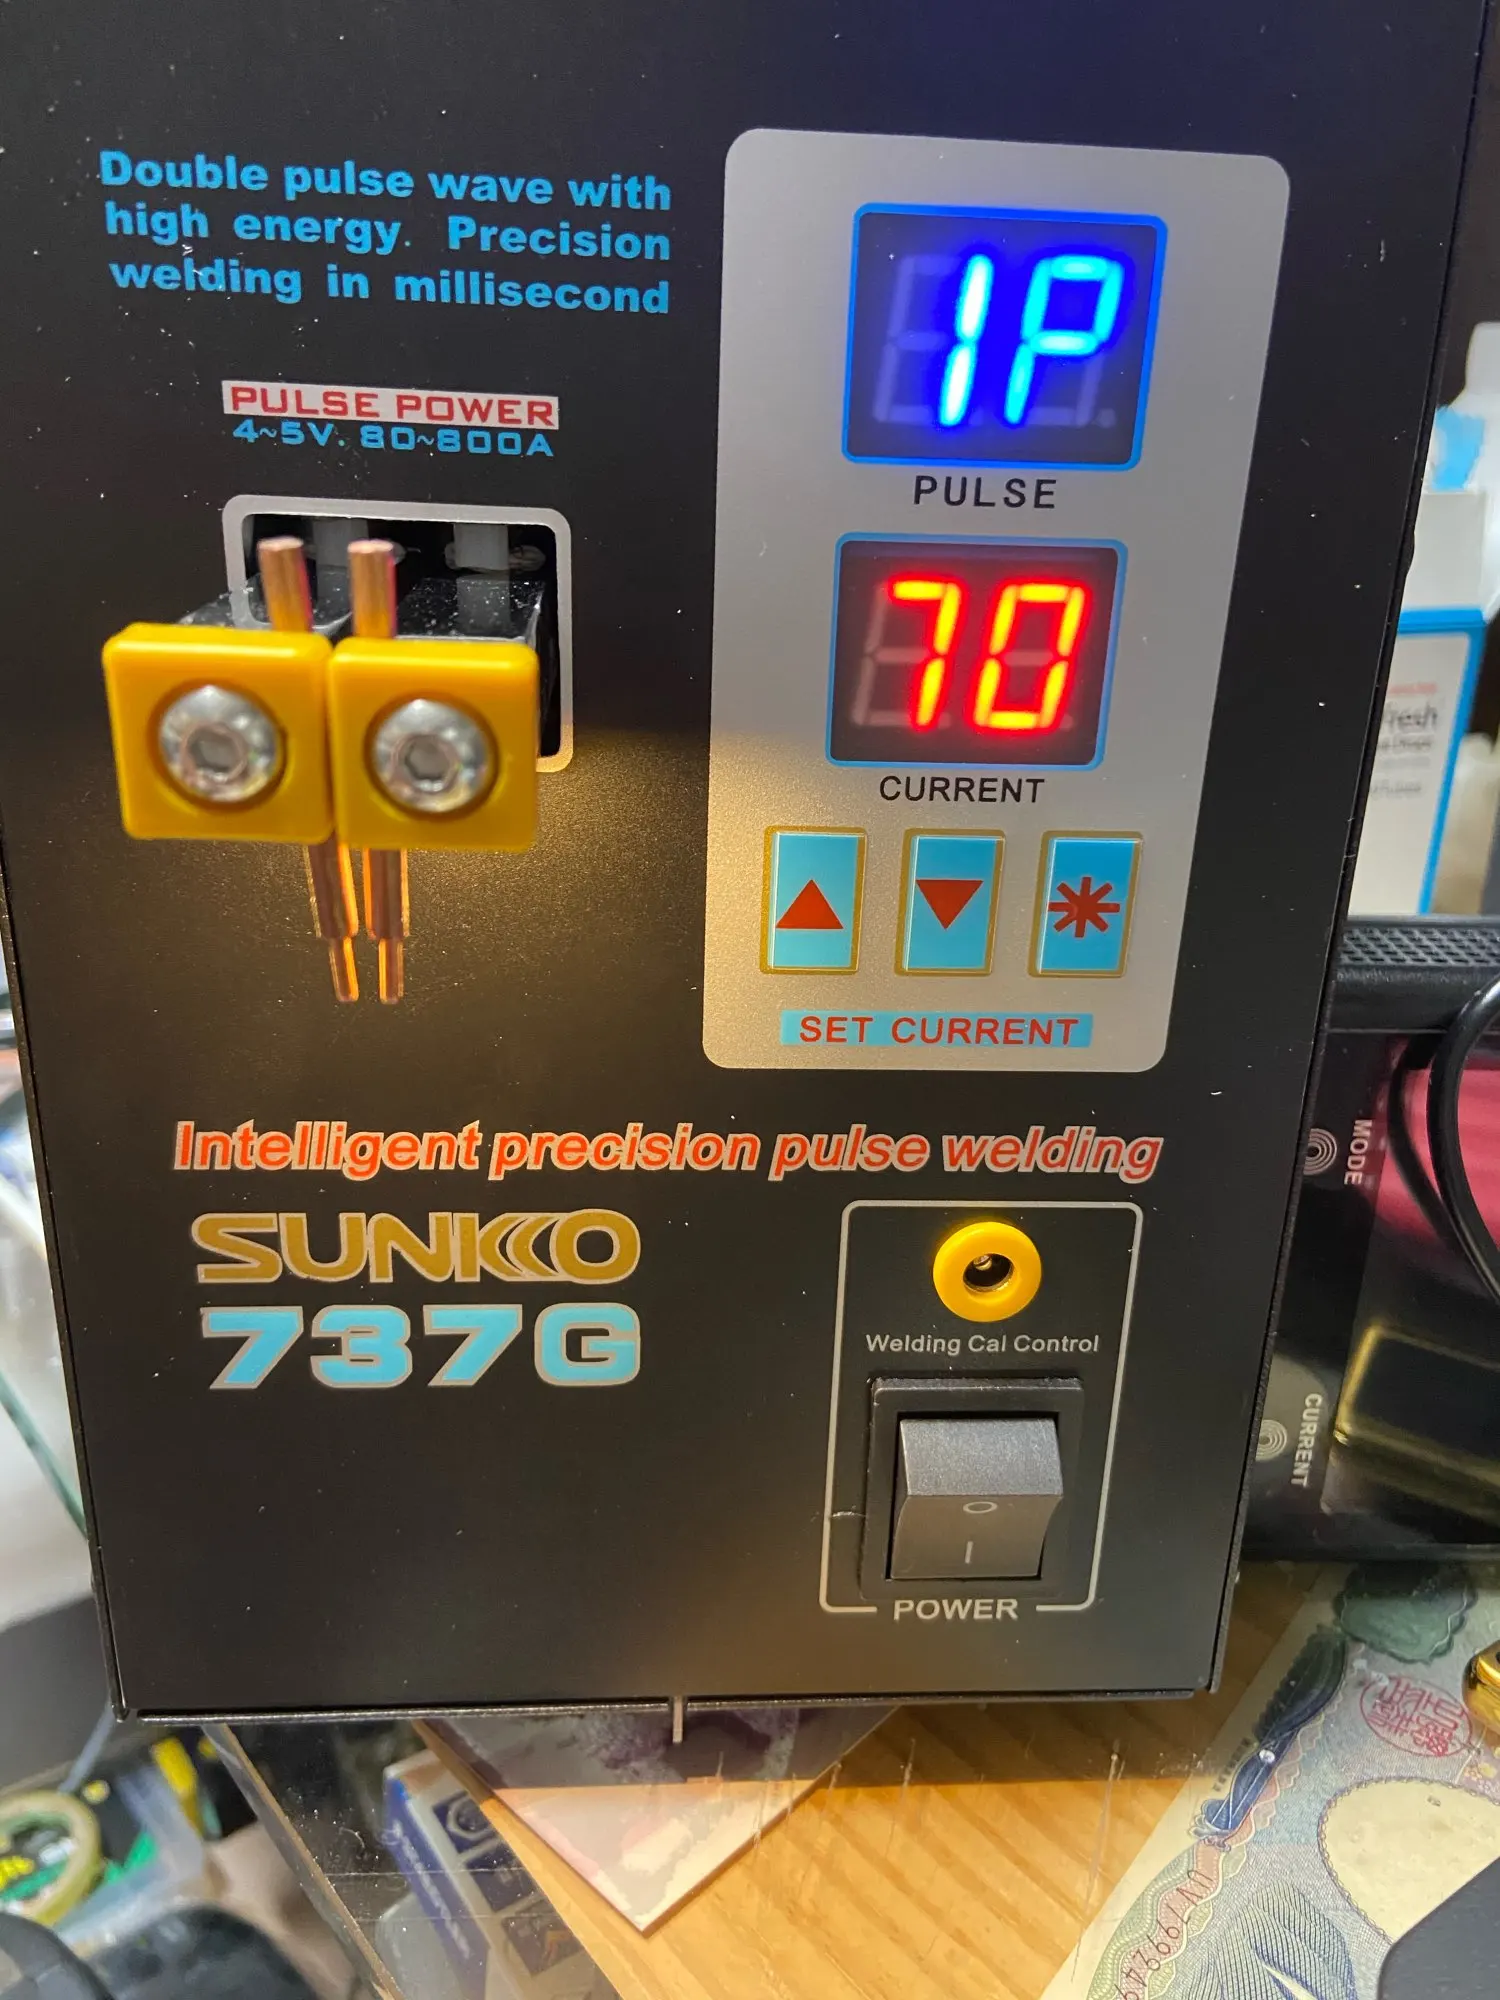 Double pulse wave with
high energy. Precision
welding in millisecond
PULSE POWER
4~5V. 80~800A
1P
PULSE
70
CURRENT
SET CURRENT
Intelligent precision pulse welding
SUNKKO
737G
Welding Cal Control
O
I
POWER
MODE
CURRENT